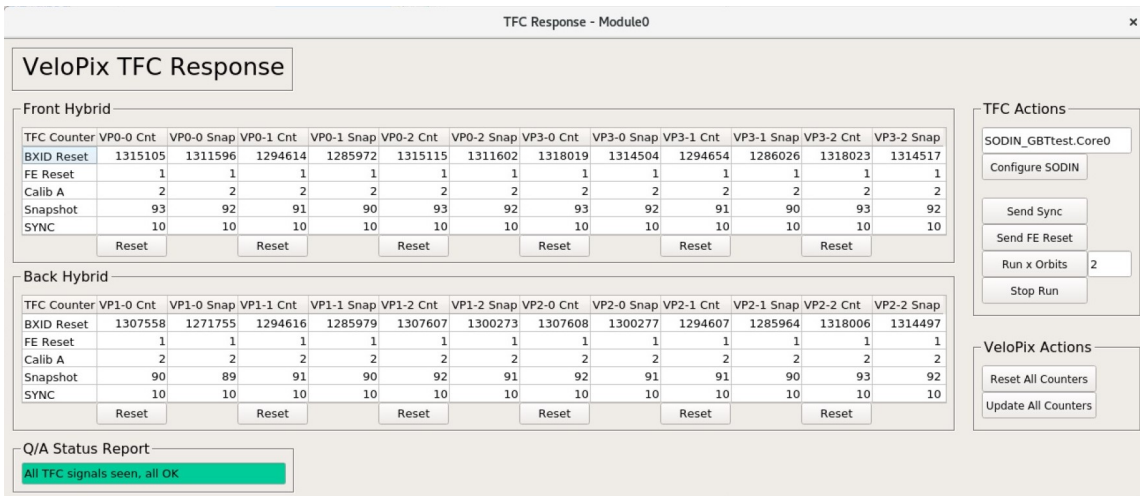 TFC Response - Module0 ×
VeloPix TFC Response
Front Hybrid
TFC Counter VP0-0 Cnt VP0-0 Snap VP0-1 Cnt VP0-1 Snap VP0-2 Cnt VP0-2 Snap VP3-0 Cnt VP3-0 Snap VP3-1 Cnt VP3-1 Snap VP3-2 Cnt VP3-2 Snap
BXID Reset 1315105 1311596 1294614 1285972 1315115 1311602 1318019 1314504 1294654 1286026 1318023 1314517
FE Reset 1 1 1 1 1 1 1 1 1 1 1 1
Calib A 2 2 2 2 2 2 2 2 2 2 2 2
Snapshot 93 92 91 90 93 92 93 92 91 90 93 92
SYNC 10 10 10 10 10 10 10 10 10 10 10 10
Reset Reset Reset Reset Reset Reset
Back Hybrid
TFC Counter VP1-0 Cnt VP1-0 Snap VP1-1 Cnt VP1-1 Snap VP1-2 Cnt VP1-2 Snap VP2-0 Cnt VP2-0 Snap VP2-1 Cnt VP2-1 Snap VP2-2 Cnt VP2-2 Snap
BXID Reset 1307558 1271755 1294616 1285979 1307607 1300273 1307608 1300277 1294607 1285964 1318006 1314497
FE Reset 1 1 1 1 1 1 1 1 1 1 1 1
Calib A 2 2 2 2 2 2 2 2 2 2 2 2
Snapshot 90 89 91 90 92 91 92 91 91 90 93 92
SYNC 10 10 10 10 10 10 10 10 10 10 10 10
Reset Reset Reset Reset Reset Reset
Q/A Status Report
All TFC signals seen, all OK
TFC Actions
SODIN_GBTtest.Core0
Configure SODIN
Send Sync
Send FE Reset
Run x Orbits 2
Stop Run
VeloPix Actions
Reset All Counters
Update All Counters